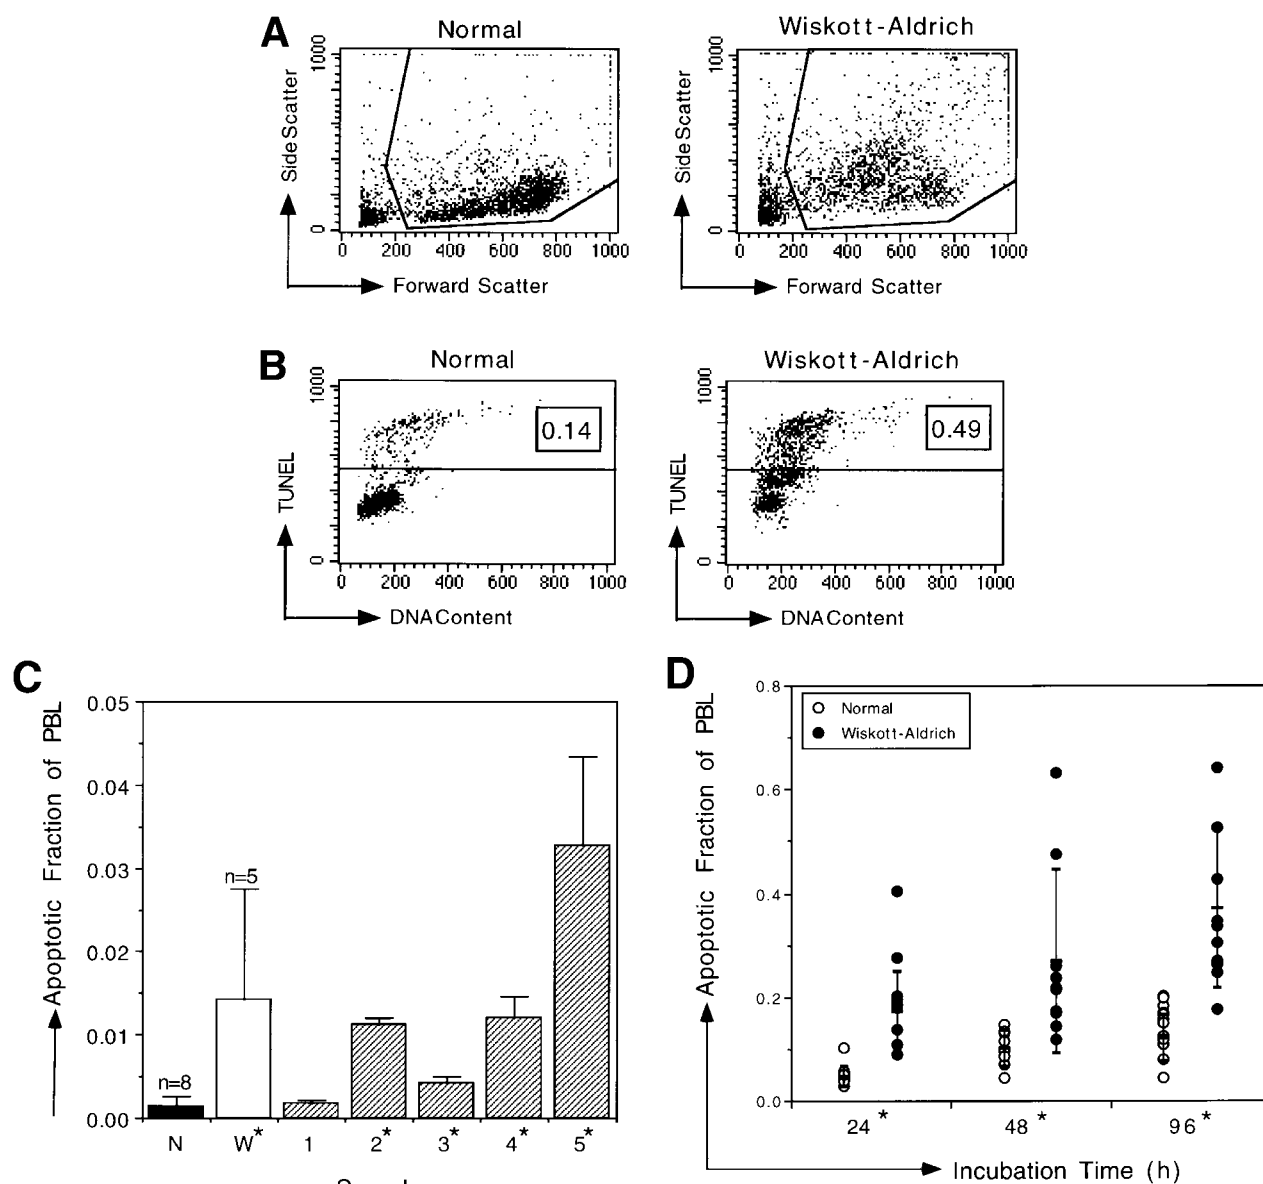 A
Normal
Wiskott-Aldrich
Side Scatter
1000
0
0 200 400 600 800 1000
Forward Scatter
Side Scatter
1000
0
0 200 400 600 800 1000
Forward Scatter
B
Normal
Wiskott-Aldrich
TUNEL
1000
0
0.14
0 200 400 600 800 1000
DNA Content
TUNEL
1000
0
0.49
0 200 400 600 800 1000
DNA Content
C
Apoptotic Fraction of PBL
0.05
0.04
0.03
0.02
0.01
0.00
n=8
n=5
N W* 1 2* 3* 4* 5*
D
Apoptotic Fraction of PBL
0.8
0.6
0.4
0.2
0.0
Normal
Wiskott-Aldrich
24* 48* 96*
Incubation Time (h)